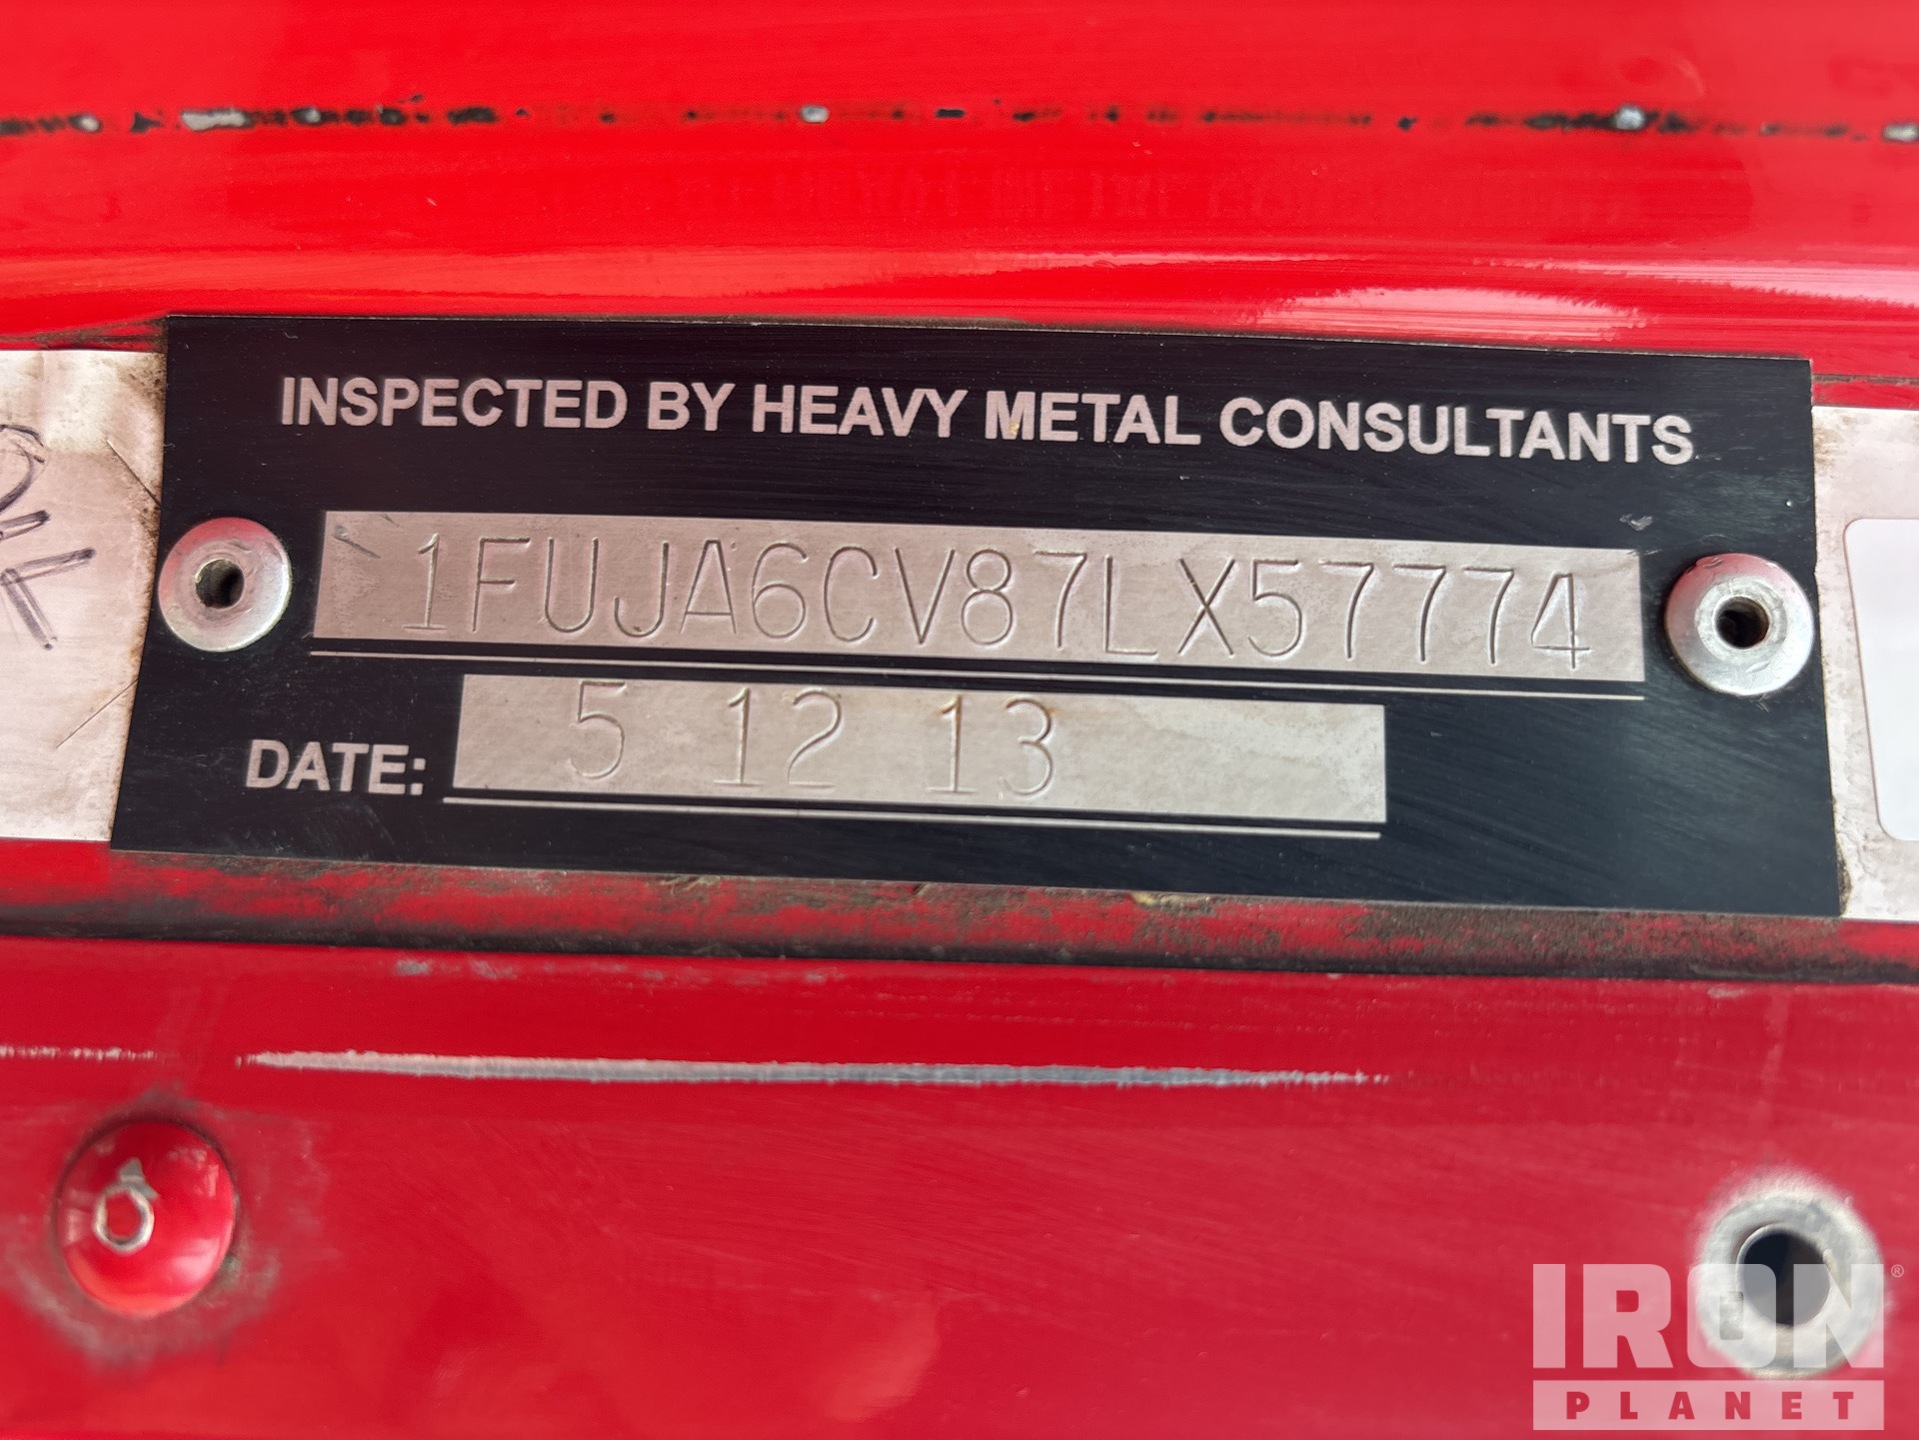 INSPECTED BY HEAVY METAL CONSULTANTS
1FUJA6CV87LX57774
DATE: 5 12 13
IRON®
PLANET